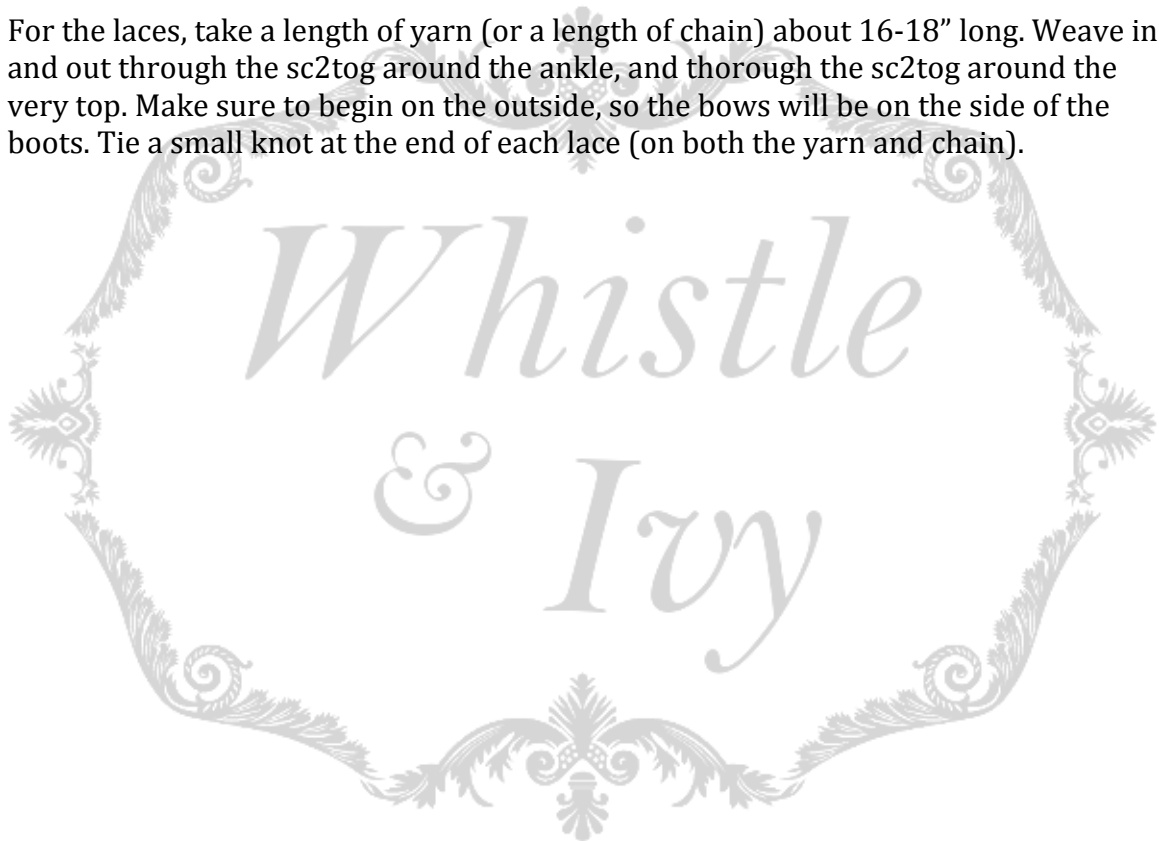 For the laces, take a length of yarn (or a length of chain) about 16-18” long. Weave in
and out through the sc2tog around the ankle, and thorough the sc2tog around the
very top. Make sure to begin on the outside, so the bows will be on the side of the
boots. Tie a small knot at the end of each lace (on both the yarn and chain).
Whistle
& Ivy